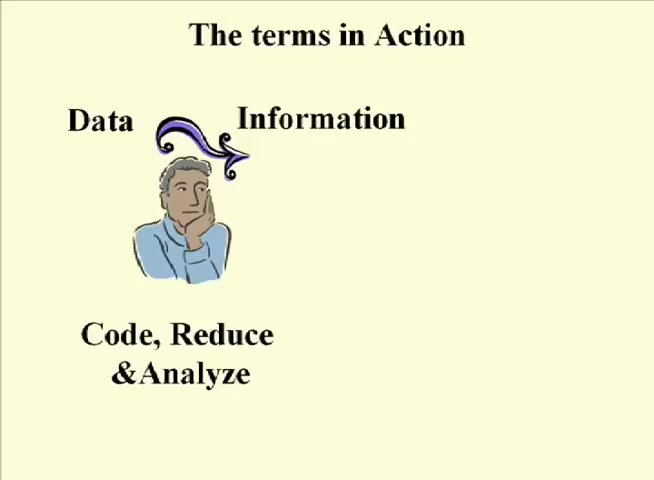 The terms in Action
Data
Information
Code, Reduce
&Analyze